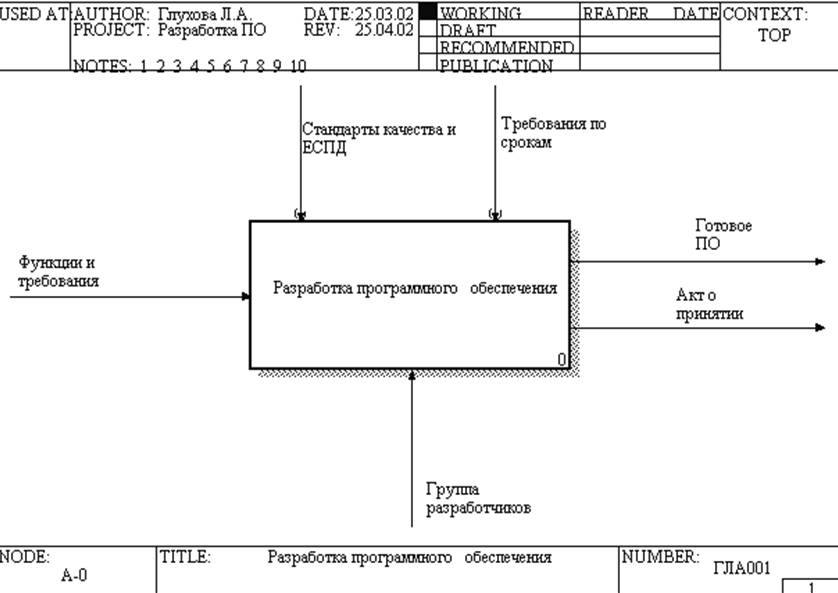 USED AT: AUTHOR: Глухова Л.А. DATE:25.03.02 WORKING READER DATE CONTEXT:
PROJECT: Разработка ПО REV: 25.04.02 DRAFT TOP
RECOMMENDED
NOTES: 1 2 3 4 5 6 7 8 9 10 PUBLICATION
Стандарты качества и
ЕСПД
Требования по
срокам
Функции и
требования
Разработка программного обеспечения
0
Готовое
ПО
Акт о
принятии
Группа
разработчиков
NODE: TITLE: Разработка программного обеспечения NUMBER:
А-0 ГЛА001
1